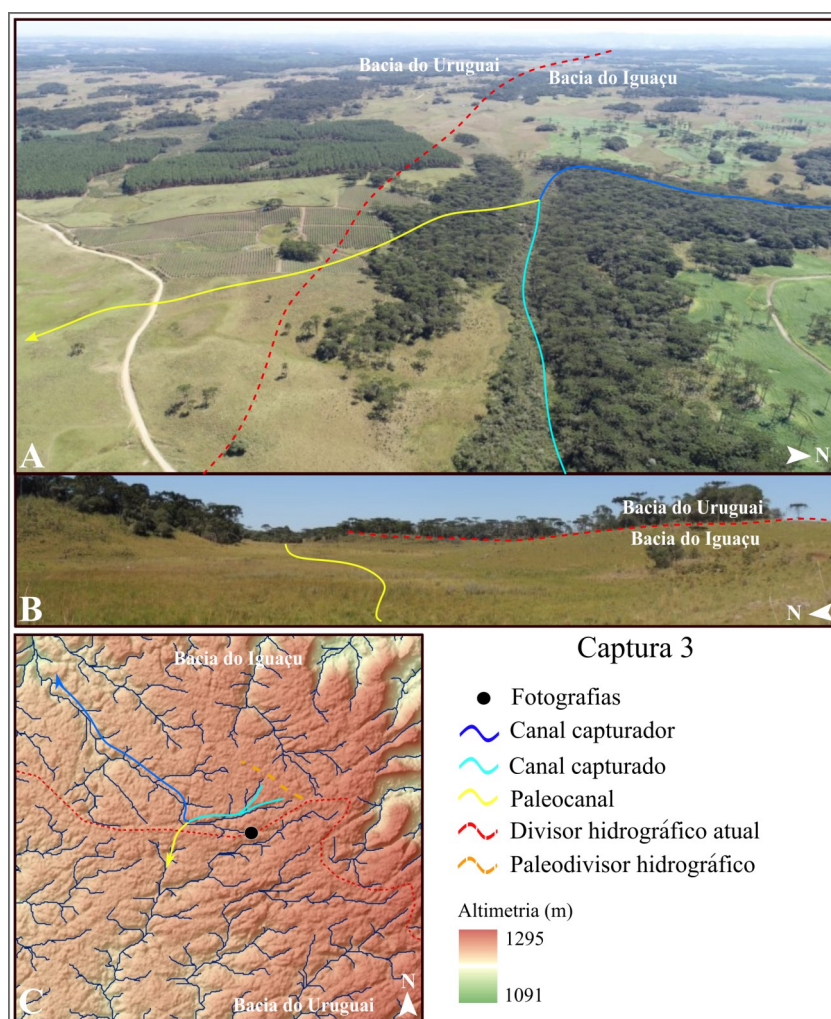 Bacia do Uruguai
Bacia do Iguaçu
A
N
Bacia do Uruguai
Bacia do Iguaçu
B
N
Bacia do Iguaçu
Bacia do Uruguai
C
N
Captura 3
Fotografias
Canal capturador
Canal capturado
Paleocanal
Divisor hidrográfico atual
Paleodivisor hidrográfico
Altimetria (m)
1295
1091